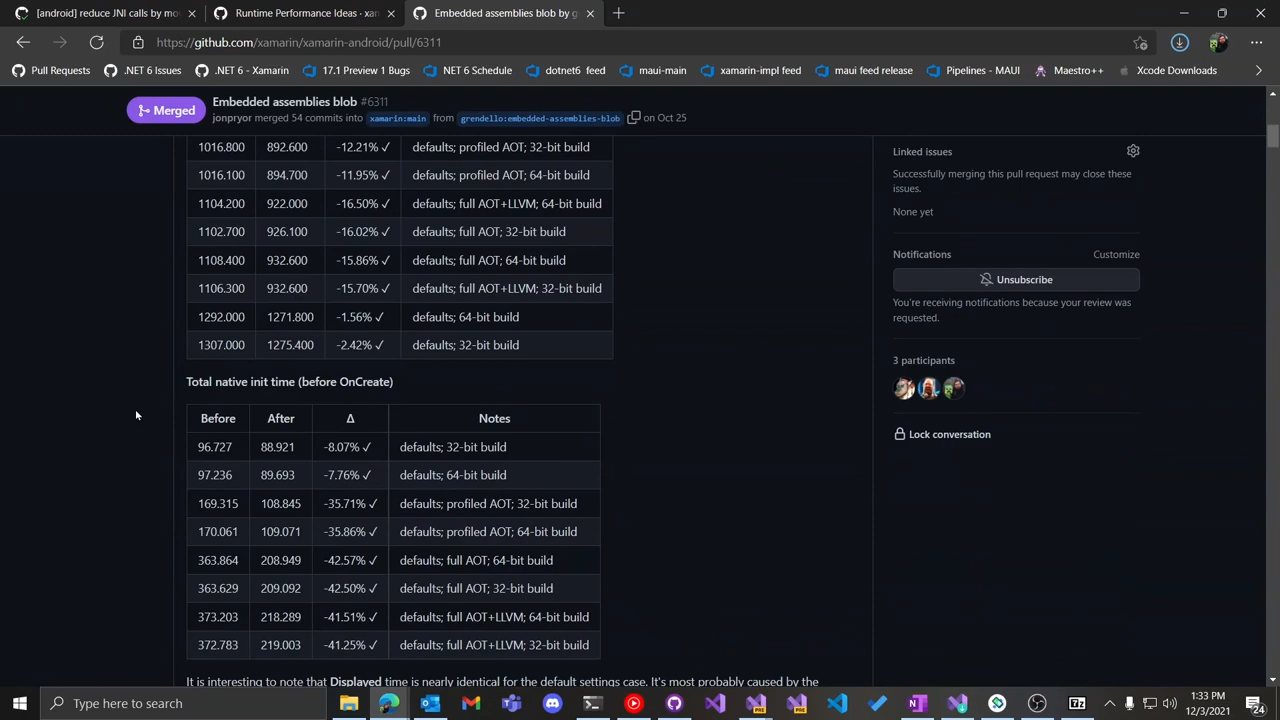 [android] reduce JNI calls by mov
Runtime Performance Ideas · xam
Embedded assemblies blob by g
https://github.com/xamarin/xamarin-android/pull/6311
Pull Requests
.NET 6 Issues
.NET 6 - Xamarin
17.1 Preview 1 Bugs
.NET 6 Schedule
dotnet6 feed
maui-main
xamarin-impl feed
maui feed release
Pipelines - MAUI
Maestro++
Xcode Downloads
Merged
Embedded assemblies blob #6311
jonpryor merged 54 commits into xamarin:main from grendello:embedded-assemblies-blob on Oct 25
1016.800 892.600 -12.21% ✓ defaults; profiled AOT; 32-bit build
1016.100 894.700 -11.95% ✓ defaults; profiled AOT; 64-bit build
1104.200 922.000 -16.50% ✓ defaults; full AOT+LLVM; 64-bit build
1102.700 926.100 -16.02% ✓ defaults; full AOT; 32-bit build
1108.400 932.600 -15.86% ✓ defaults; full AOT; 64-bit build
1106.300 932.600 -15.70% ✓ defaults; full AOT+LLVM; 32-bit build
1292.000 1271.800 -1.56% ✓ defaults; 64-bit build
1307.000 1275.400 -2.42% ✓ defaults; 32-bit build
Total native init time (before OnCreate)
Before After Δ Notes
96.727 88.921 -8.07% ✓ defaults; 32-bit build
97.236 89.693 -7.76% ✓ defaults; 64-bit build
169.315 108.845 -35.71% ✓ defaults; profiled AOT; 32-bit build
170.061 109.071 -35.86% ✓ defaults; profiled AOT; 64-bit build
363.864 208.949 -42.57% ✓ defaults; full AOT; 64-bit build
363.629 209.092 -42.50% ✓ defaults; full AOT; 32-bit build
373.203 218.289 -41.51% ✓ defaults; full AOT+LLVM; 64-bit build
372.783 219.003 -41.25% ✓ defaults; full AOT+LLVM; 32-bit build
It is interesting to note that Displayed time is nearly identical for the default settings case. It's most probably caused by the
Linked issues
Successfully merging this pull request may close these
issues.
None yet
Notifications
Customize
Unsubscribe
You're receiving notifications because your review was
requested.
3 participants
Lock conversation
Type here to search
PRE
PRE
1:33 PM
12/3/2021
24